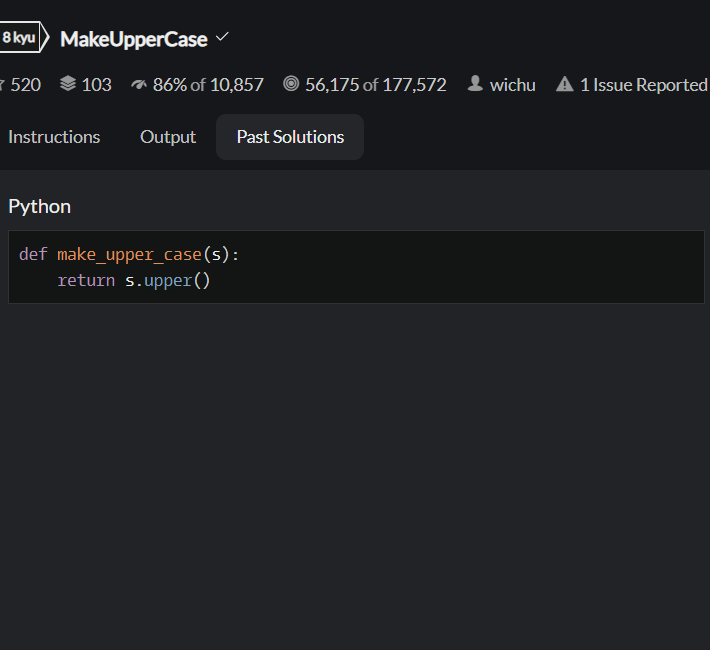 8 kyu MakeUpperCase
520 103 86% of 10,857 56,175 of 177,572 wichu 1 Issue Reported
Instructions Output Past Solutions
Python
def make_upper_case(s):
    return s.upper()